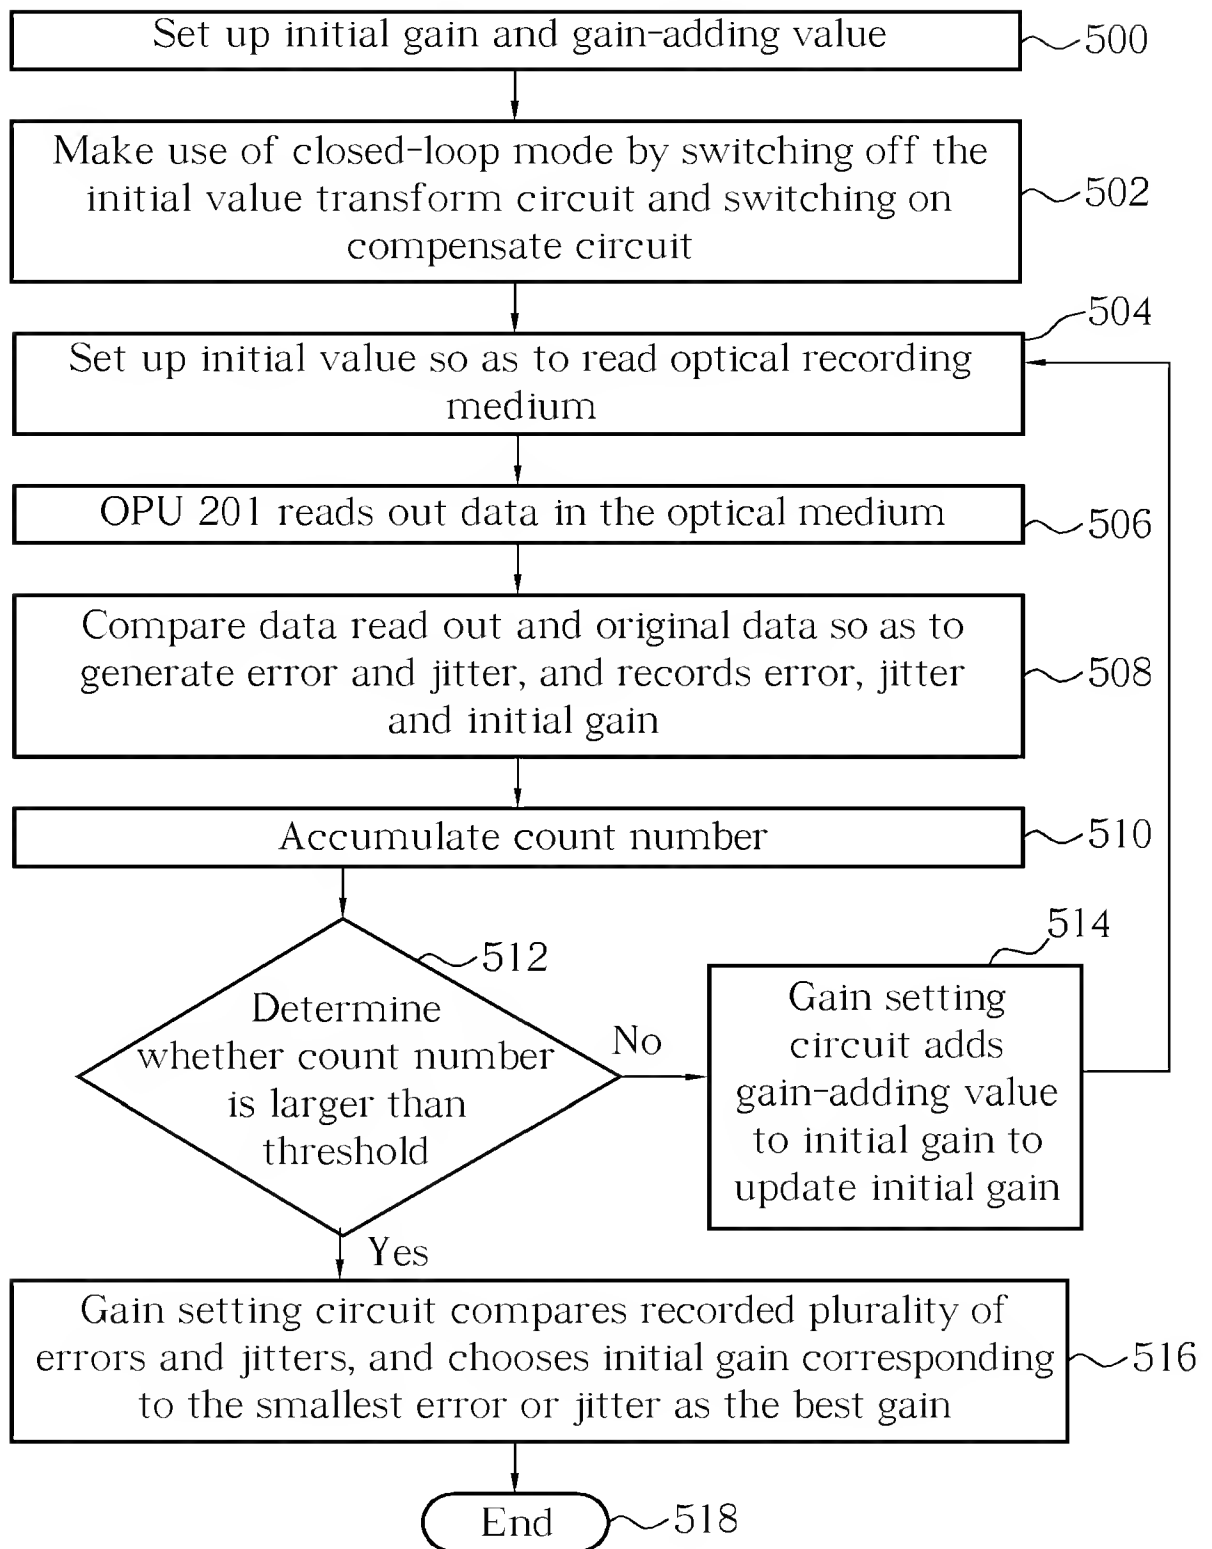 Set up initial gain and gain-adding value
500
Make use of closed-loop mode by switching off the
initial value transform circuit and switching on
compensate circuit
502
504
Set up initial value so as to read optical recording
medium
OPU 201 reads out data in the optical medium
506
Compare data read out and original data so as to
generate error and jitter, and records error, jitter
and initial gain
508
Accumulate count number
510
512
Determine
whether count number
is larger than
threshold
No
514
Gain setting
circuit adds
gain-adding value
to initial gain to
update initial gain
Yes
Gain setting circuit compares recorded plurality of
errors and jitters, and chooses initial gain corresponding
to the smallest error or jitter as the best gain
516
End
518